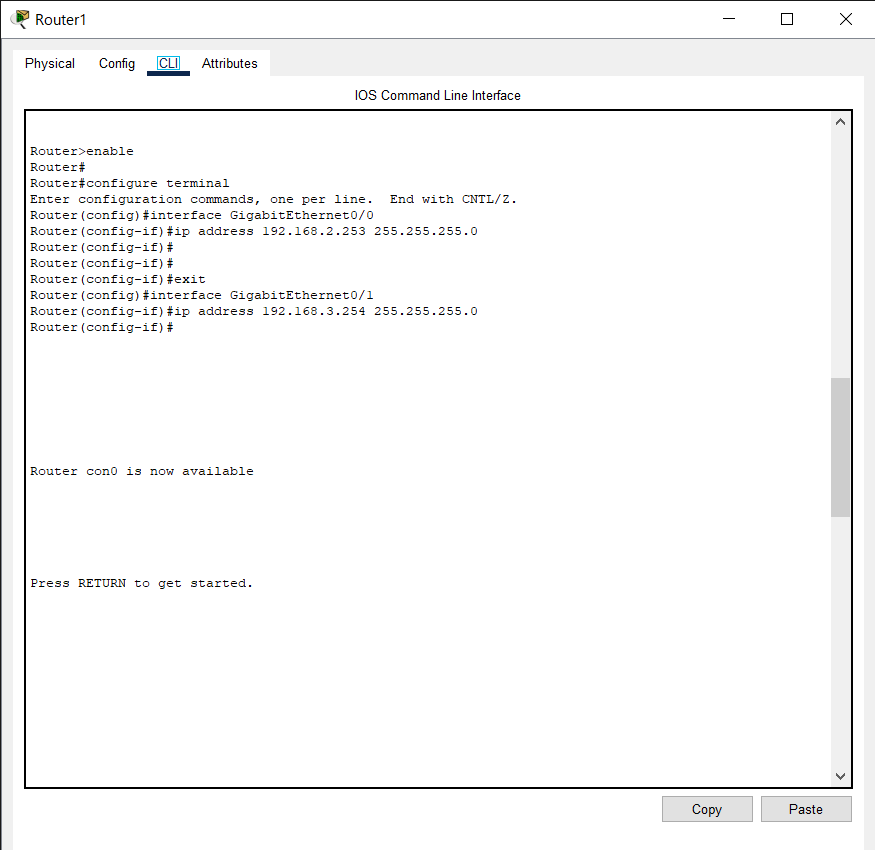 Router1
Physical Config CLI Attributes
IOS Command Line Interface
Router>enable
Router#
Router#configure terminal
Enter configuration commands, one per line.  End with CNTL/Z.
Router(config)#interface GigabitEthernet0/0
Router(config-if)#ip address 192.168.2.253 255.255.255.0
Router(config-if)#
Router(config-if)#
Router(config-if)#exit
Router(config)#interface GigabitEthernet0/1
Router(config-if)#ip address 192.168.3.254 255.255.255.0
Router(config-if)#
Router con0 is now available
Press RETURN to get started.
Copy Paste